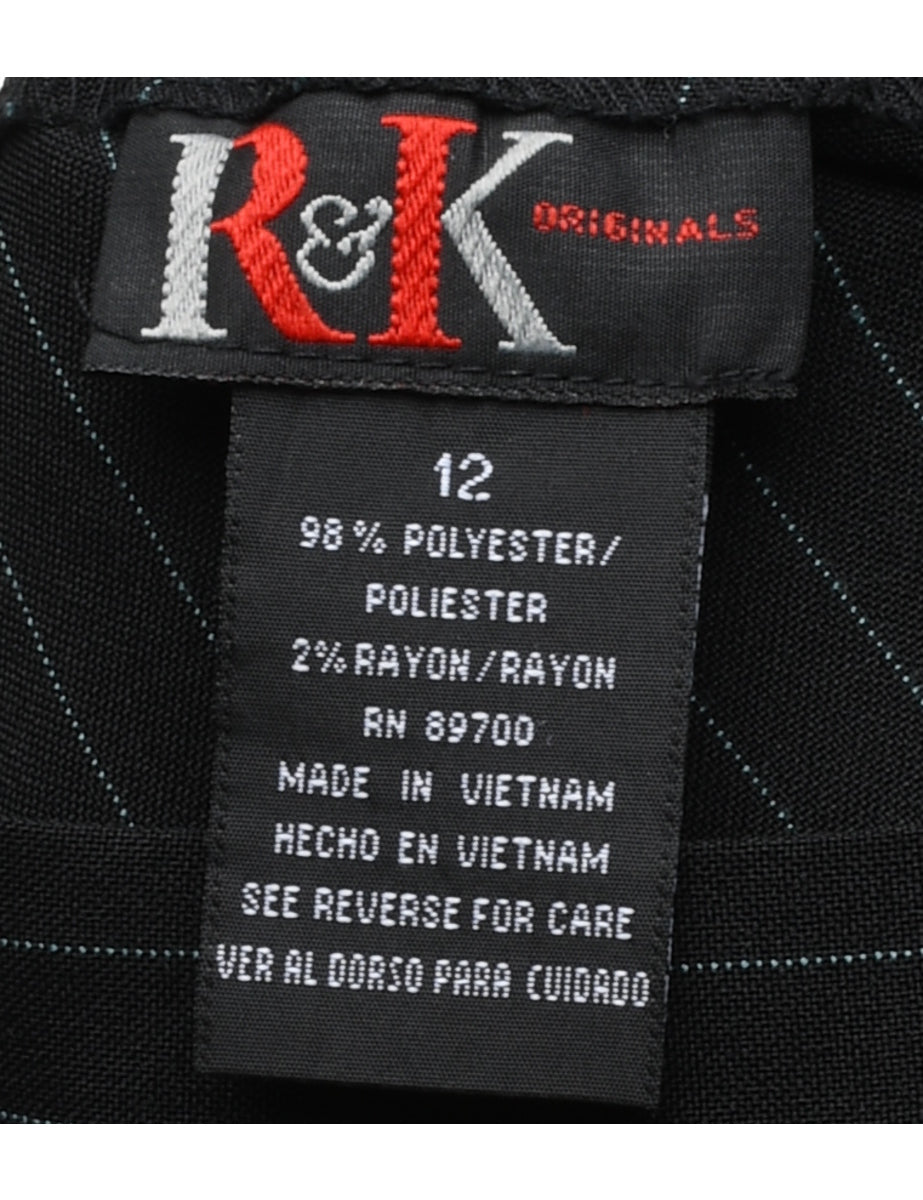 R&K ORIGINALS
12
98% POLYESTER/
POLIESTER
2% RAYON/RAYON
RN 89700
MADE IN VIETNAM
HECHO EN VIETNAM
SEE REVERSE FOR CARE
VER AL DORSO PARA CUIDADO